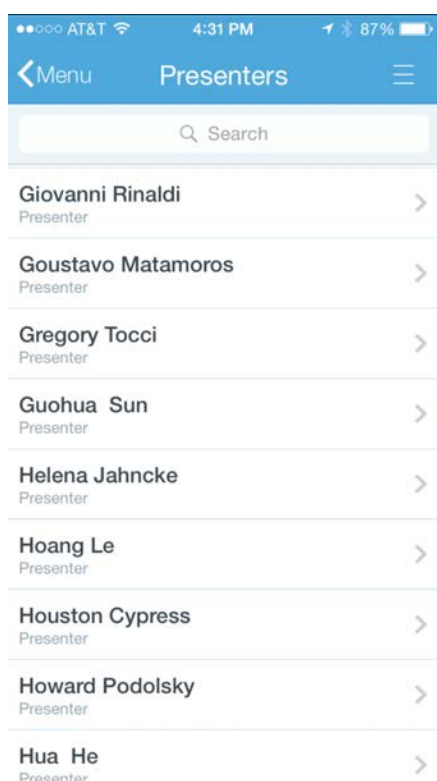 AT&T 4:31 PM 87%
Menu Presenters
Search
Giovanni Rinaldi
Presenter
Goustavo Matamoros
Presenter
Gregory Tocci
Presenter
Guohua  Sun
Presenter
Helena Jahncke
Presenter
Hoang Le
Presenter
Houston Cypress
Presenter
Howard Podolsky
Presenter
Hua  He
Presenter